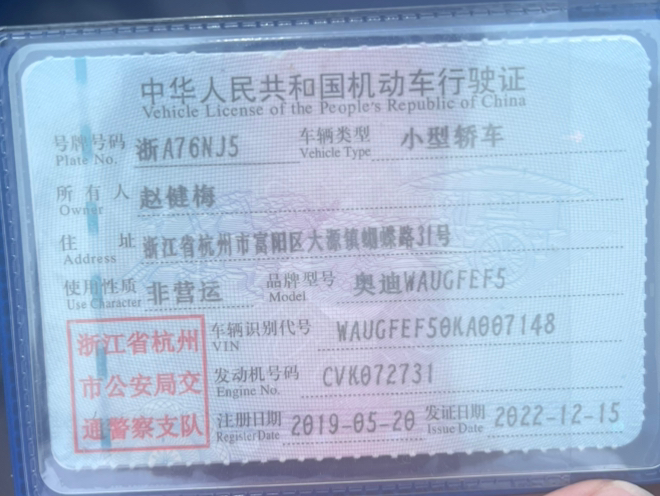 中华人民共和国机动车行驶证
Vehicle License of the People's Republic of China
号牌号码 浙A76NJ5 车辆类型 小型轿车
Plate No. Vehicle Type
所有人 赵健梅
Owner
住址 浙江省杭州市富阳区大源镇蝴蝶路31号
Address
使用性质 非营运 品牌型号 奥迪WAUGFEF5
Use Character Model
浙江省杭州市公安局交通警察支队
车辆识别代号 WAUGFEF50KA007148
VIN
发动机号码 CVK072731
Engine No.
注册日期 2019-05-20 发证日期 2022-12-15
Register Date Issue Date